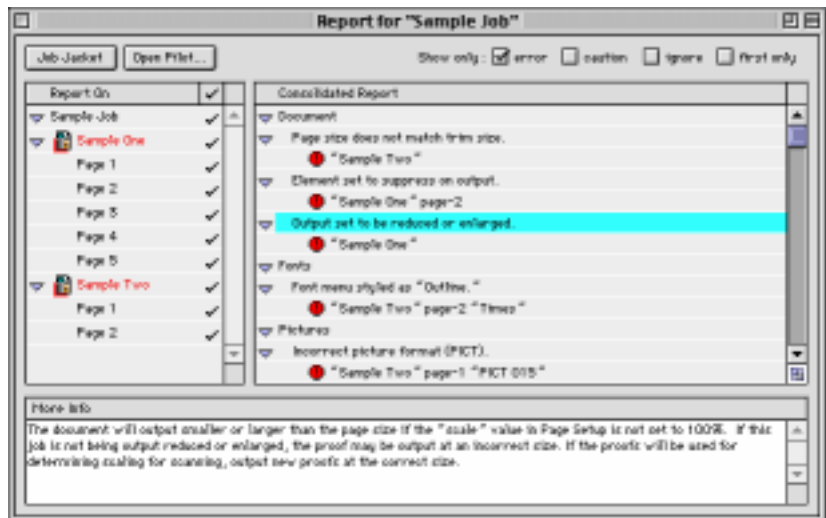 Report for "Sample Job"
Job Jacket
Open Pilot...
Show only: error caution ignore first only
Report On
Sample Job
Sample One
Page 1
Page 2
Page 3
Page 4
Page 5
Sample Two
Page 1
Page 2
Consolidated Report
Document
Page size does not match trim size.
"Sample Two"
Element set to suppress on output.
"Sample One" page-2
Output set to be reduced or enlarged.
"Sample One"
Fonts
Font menu styled as "Outline."
"Sample Two" page-2 "Times"
Pictures
Incorrect picture format (PICT).
"Sample Two" page-1 "PICT 015"
More Info
The document will output smaller or larger than the page size if the "scale" value in Page Setup is not set to 100%. If this
job is not being output reduced or enlarged, the proof may be output at an incorrect size. If the proofs will be used for
determining scaling for scanning, output new proofs at the correct size.